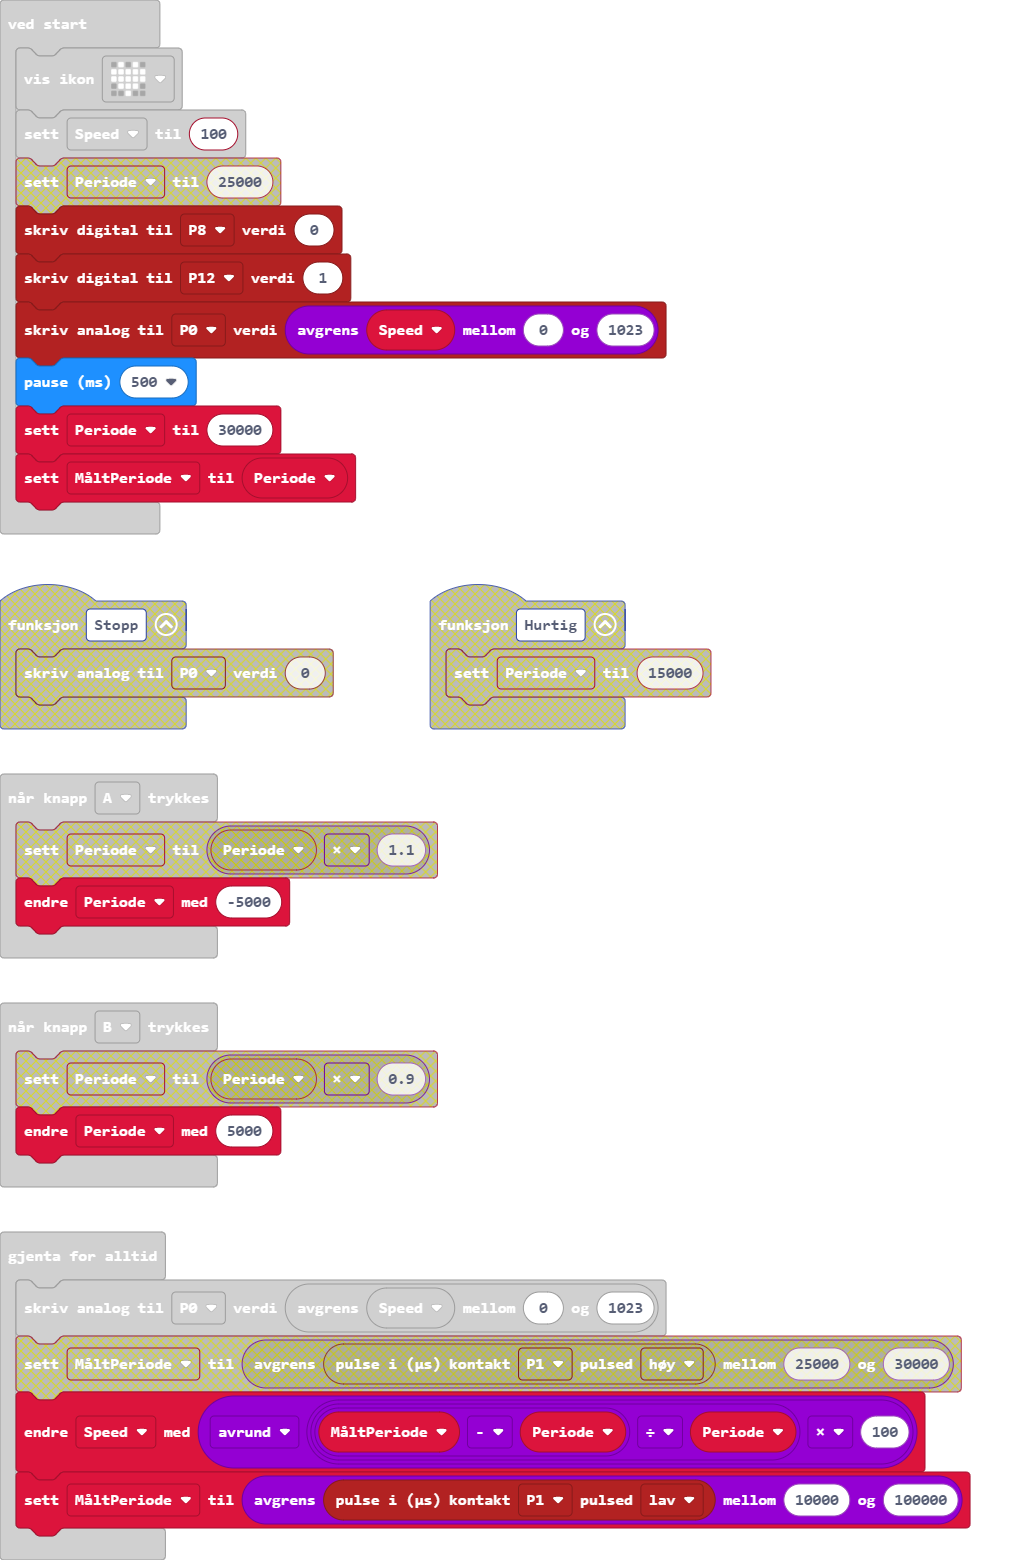 ved start
vis ikon
sett Speed til 100
sett Periode til 25000
skriv digital til P8 verdi 0
skriv digital til P12 verdi 1
skriv analog til P0 verdi avgrens Speed mellom 0 og 1023
pause (ms) 500
sett Periode til 30000
sett MåltPeriode til Periode
funksjon Stopp
skriv analog til P0 verdi 0
funksjon Hurtig
sett Periode til 15000
når knapp A trykkes
sett Periode til Periode × 1.1
endre Periode med -5000
når knapp B trykkes
sett Periode til Periode × 0.9
endre Periode med 5000
gjenta for alltid
skriv analog til P0 verdi avgrens Speed mellom 0 og 1023
sett MåltPeriode til avgrens pulse i (µs) kontakt P1 pulsed høy mellom 25000 og 30000
endre Speed med avrund MåltPeriode - Periode ÷ Periode × 100
sett MåltPeriode til avgrens pulse i (µs) kontakt P1 pulsed lav mellom 10000 og 100000